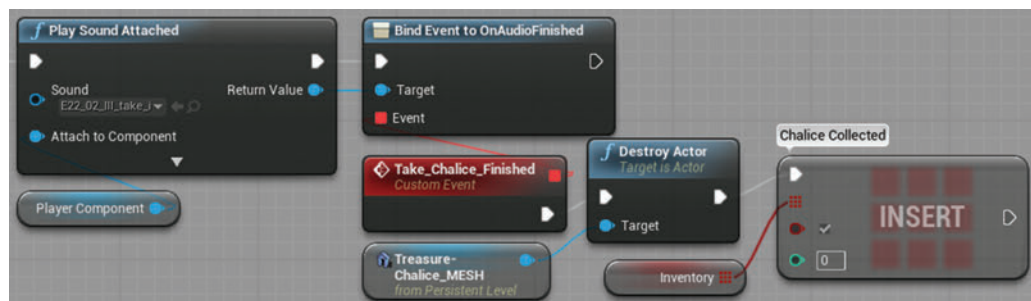 Play Sound Attached
Sound
E22_02_III_take_i
Return Value
Attach to Component
Player Component
Bind Event to OnAudioFinished
Target
Event
Take_Chalice_Finished
Custom Event
Treasure-
Chalice_MESH
from Persistent Level
Destroy Actor
Target is Actor
Target
Inventory
Chalice Collected
INSERT
0